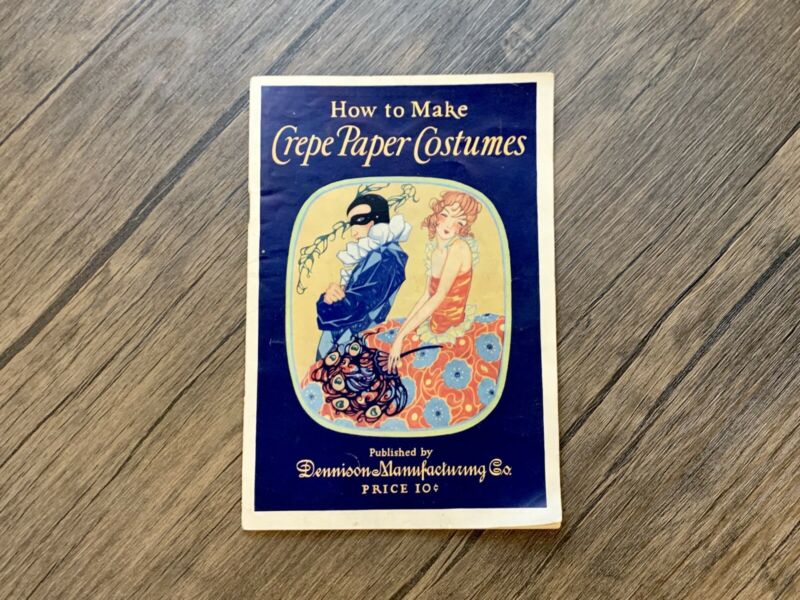 How to Make
Crepe Paper Costumes
Published by
Dennison Manufacturing Co.
PRICE 10¢